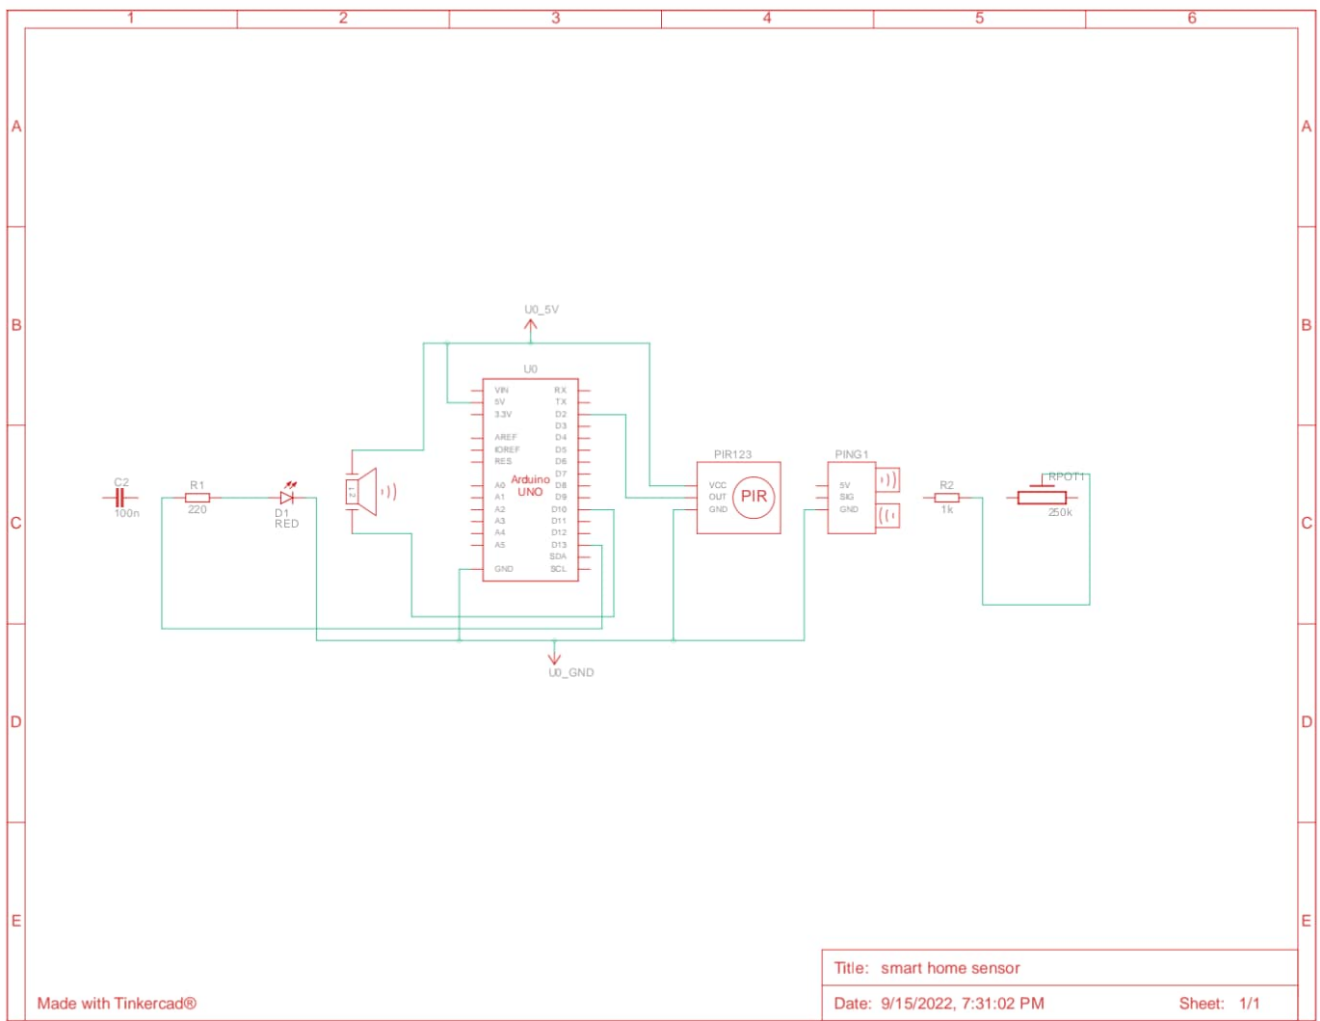 1 2 3 4 5 6
A A
B B
C C
D D
E E
U0_5V
U0
VIN RX
5V TX
3.3V D2
D3
AREF D4
IOREF D5
RES D6
D7
A0 D8
A1 D9
A2 D10
A3 D11
A4 D12
A5 D13
SDA
GND SCL
Arduino
UNO
C2
100n
R1
220
D1
RED
1 2
PIR123
VCC
OUT
GND
PIR
PING1
5V
SIG
GND
R2
1k
RPOT1
250k
U0_GND
Title: smart home sensor
Date: 9/15/2022, 7:31:02 PM Sheet: 1/1
Made with Tinkercad®